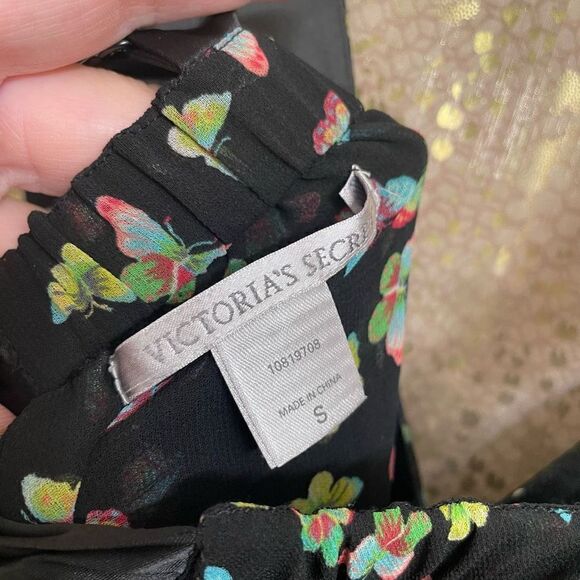 VICTORIA'S SECRE
10819708
MADE IN CHINA
S